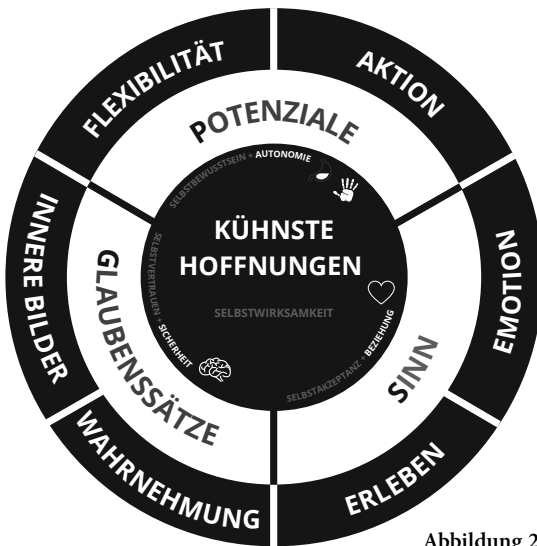 FLEXIBILITÄT
AKTION
POTENZIALE
SELBSTBEWUSSTSEIN + AUTONOMIE
KÜHNSTE
HOFFNUNGEN
SELBSTWIRKSAMKEIT
INNERE BILDER
GLAUBENSSÄTZE
SELBSTVERTRAUEN + SICHERHEIT
SELBSTAKZEPTANZ + BEZIEHUNG
SINN
EMOTION
WAHRNEHMUNG
ERLEBEN
Abbildung 2